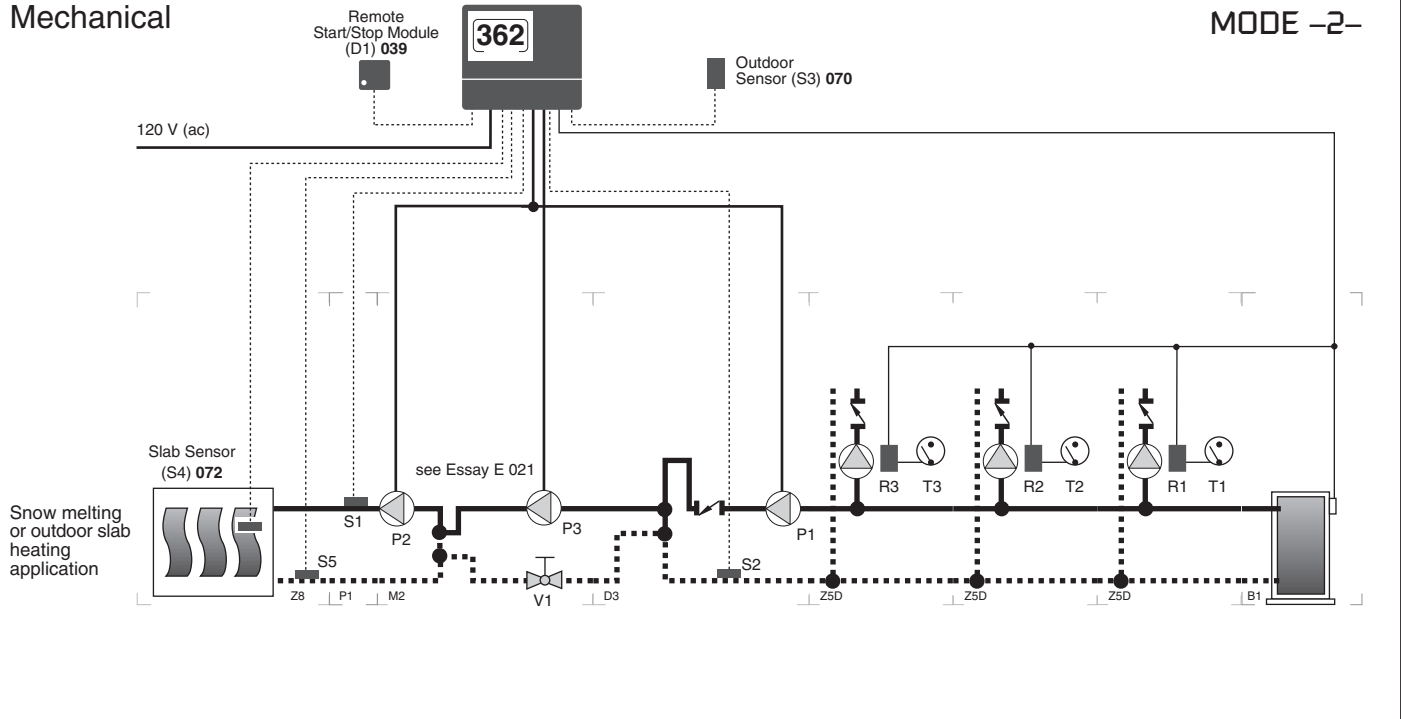 Mechanical
MODE –2–
Remote
Start/Stop Module
(D1) 039
362
Outdoor
Sensor (S3) 070
120 V (ac)
Slab Sensor
(S4) 072
see Essay E 021
Snow melting
or outdoor slab
heating
application
S1
P2
P3
P1
R3
T3
R2
T2
R1
T1
S5
S2
V1
Z8
P1
M2
D3
Z5D
Z5D
Z5D
B1